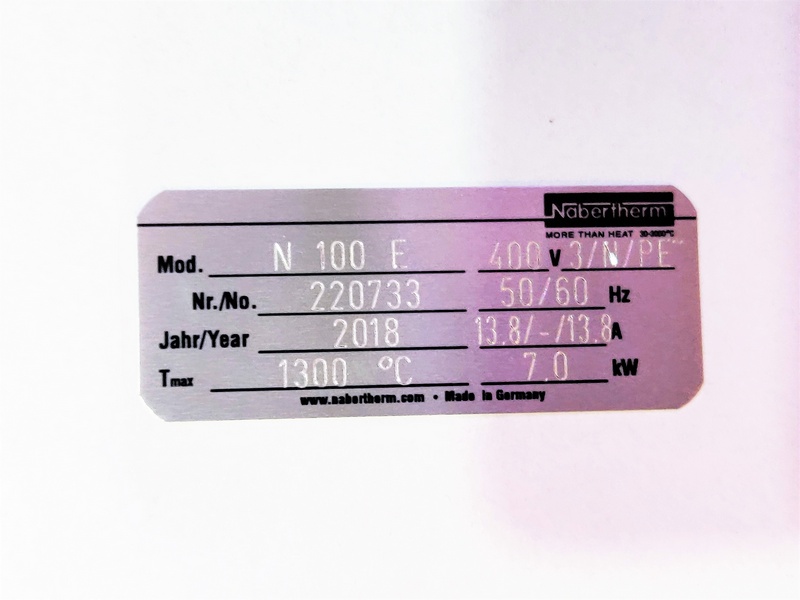 Nabertherm
MORE THAN HEAT 30-3000°C
Mod. N 100 E 400 V 3/N/PE~
Nr./No. 220733 50/60 Hz
Jahr/Year 2018 13.8/-/13.8 A
Tmax 1300 °C 7.0 kW
www.nabertherm.com • Made in Germany